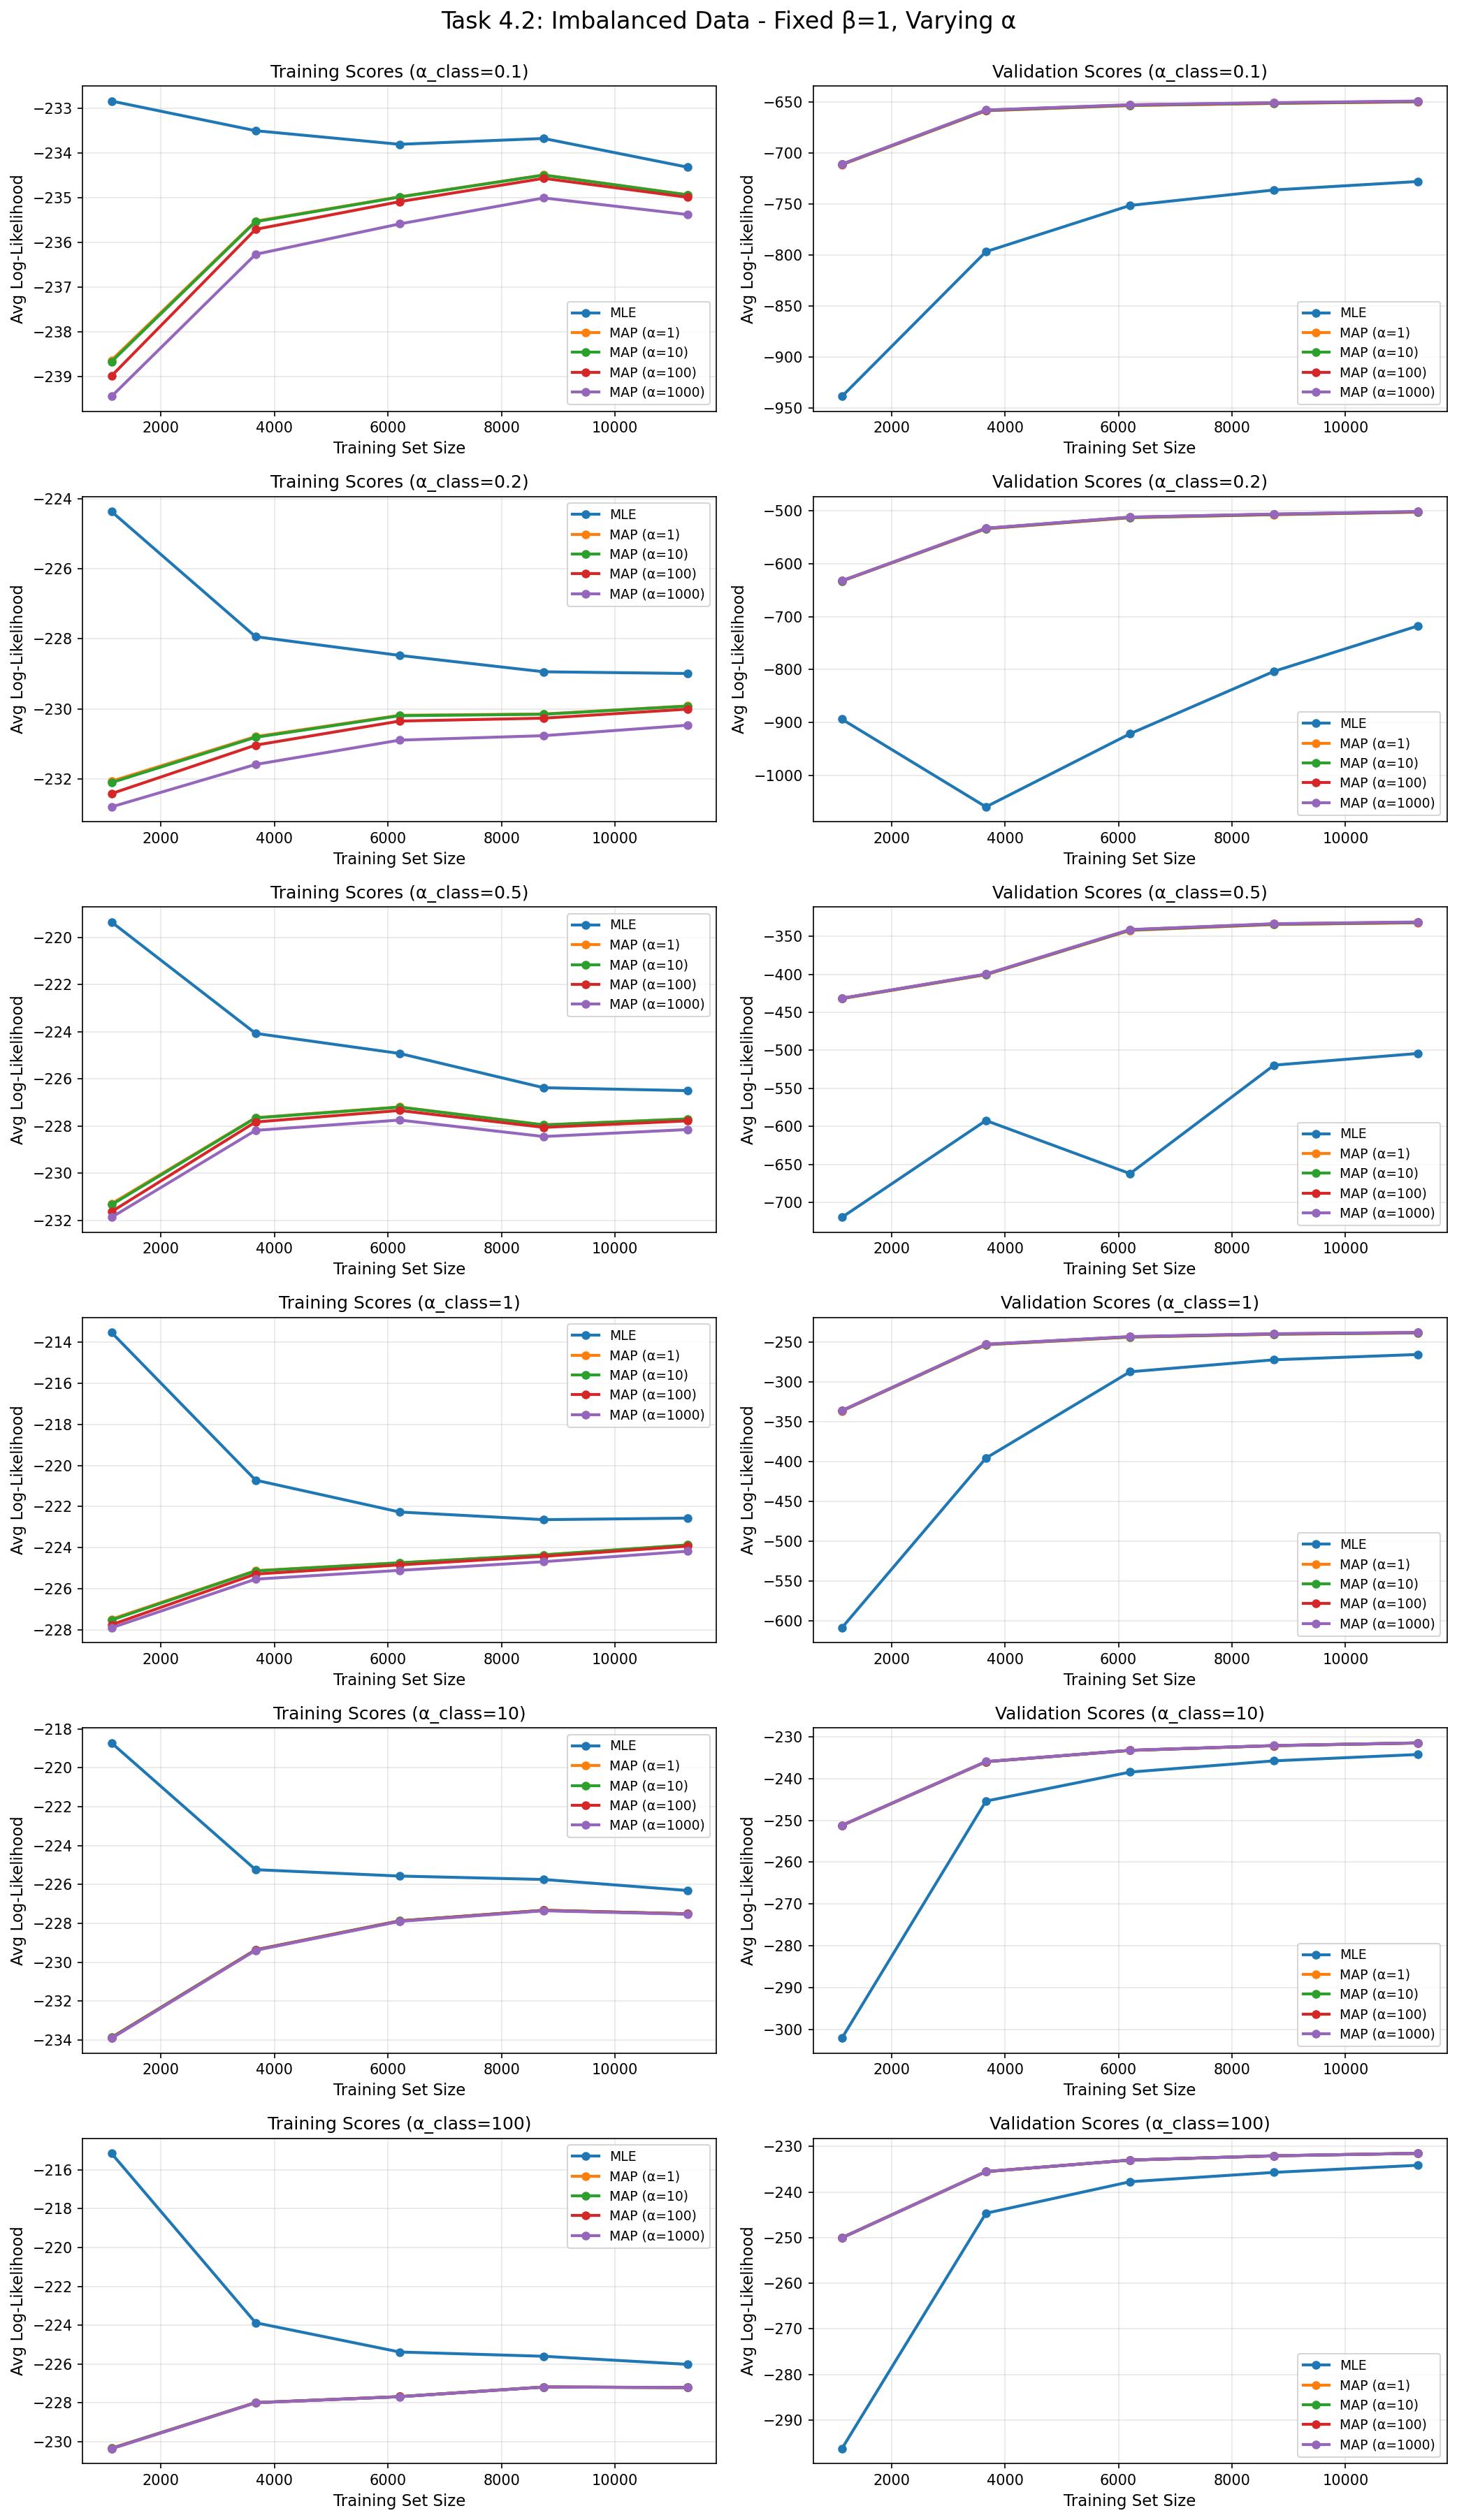 Task 4.2: Imbalanced Data - Fixed β=1, Varying α
Training Scores (α_class=0.1)
Avg Log-Likelihood
−233
−234
−235
−236
−237
−238
−239
MLE
MAP (α=1)
MAP (α=10)
MAP (α=100)
MAP (α=1000)
2000 4000 6000 8000 10000
Training Set Size
Validation Scores (α_class=0.1)
Avg Log-Likelihood
−650
−700
−750
−800
−850
−900
−950
MLE
MAP (α=1)
MAP (α=10)
MAP (α=100)
MAP (α=1000)
2000 4000 6000 8000 10000
Training Set Size
Training Scores (α_class=0.2)
Avg Log-Likelihood
−224
−226
−228
−230
−232
MLE
MAP (α=1)
MAP (α=10)
MAP (α=100)
MAP (α=1000)
2000 4000 6000 8000 10000
Training Set Size
Validation Scores (α_class=0.2)
Avg Log-Likelihood
−500
−600
−700
−800
−900
−1000
MLE
MAP (α=1)
MAP (α=10)
MAP (α=100)
MAP (α=1000)
2000 4000 6000 8000 10000
Training Set Size
Training Scores (α_class=0.5)
Avg Log-Likelihood
−220
−222
−224
−226
−228
−230
−232
MLE
MAP (α=1)
MAP (α=10)
MAP (α=100)
MAP (α=1000)
2000 4000 6000 8000 10000
Training Set Size
Validation Scores (α_class=0.5)
Avg Log-Likelihood
−350
−400
−450
−500
−550
−600
−650
−700
MLE
MAP (α=1)
MAP (α=10)
MAP (α=100)
MAP (α=1000)
2000 4000 6000 8000 10000
Training Set Size
Training Scores (α_class=1)
Avg Log-Likelihood
−214
−216
−218
−220
−222
−224
−226
−228
MLE
MAP (α=1)
MAP (α=10)
MAP (α=100)
MAP (α=1000)
2000 4000 6000 8000 10000
Training Set Size
Validation Scores (α_class=1)
Avg Log-Likelihood
−250
−300
−350
−400
−450
−500
−550
−600
MLE
MAP (α=1)
MAP (α=10)
MAP (α=100)
MAP (α=1000)
2000 4000 6000 8000 10000
Training Set Size
Training Scores (α_class=10)
Avg Log-Likelihood
−218
−220
−222
−224
−226
−228
−230
−232
−234
MLE
MAP (α=1)
MAP (α=10)
MAP (α=100)
MAP (α=1000)
2000 4000 6000 8000 10000
Training Set Size
Validation Scores (α_class=10)
Avg Log-Likelihood
−230
−240
−250
−260
−270
−280
−290
−300
MLE
MAP (α=1)
MAP (α=10)
MAP (α=100)
MAP (α=1000)
2000 4000 6000 8000 10000
Training Set Size
Training Scores (α_class=100)
Avg Log-Likelihood
−216
−218
−220
−222
−224
−226
−228
−230
MLE
MAP (α=1)
MAP (α=10)
MAP (α=100)
MAP (α=1000)
2000 4000 6000 8000 10000
Training Set Size
Validation Scores (α_class=100)
Avg Log-Likelihood
−230
−240
−250
−260
−270
−280
−290
MLE
MAP (α=1)
MAP (α=10)
MAP (α=100)
MAP (α=1000)
2000 4000 6000 8000 10000
Training Set Size